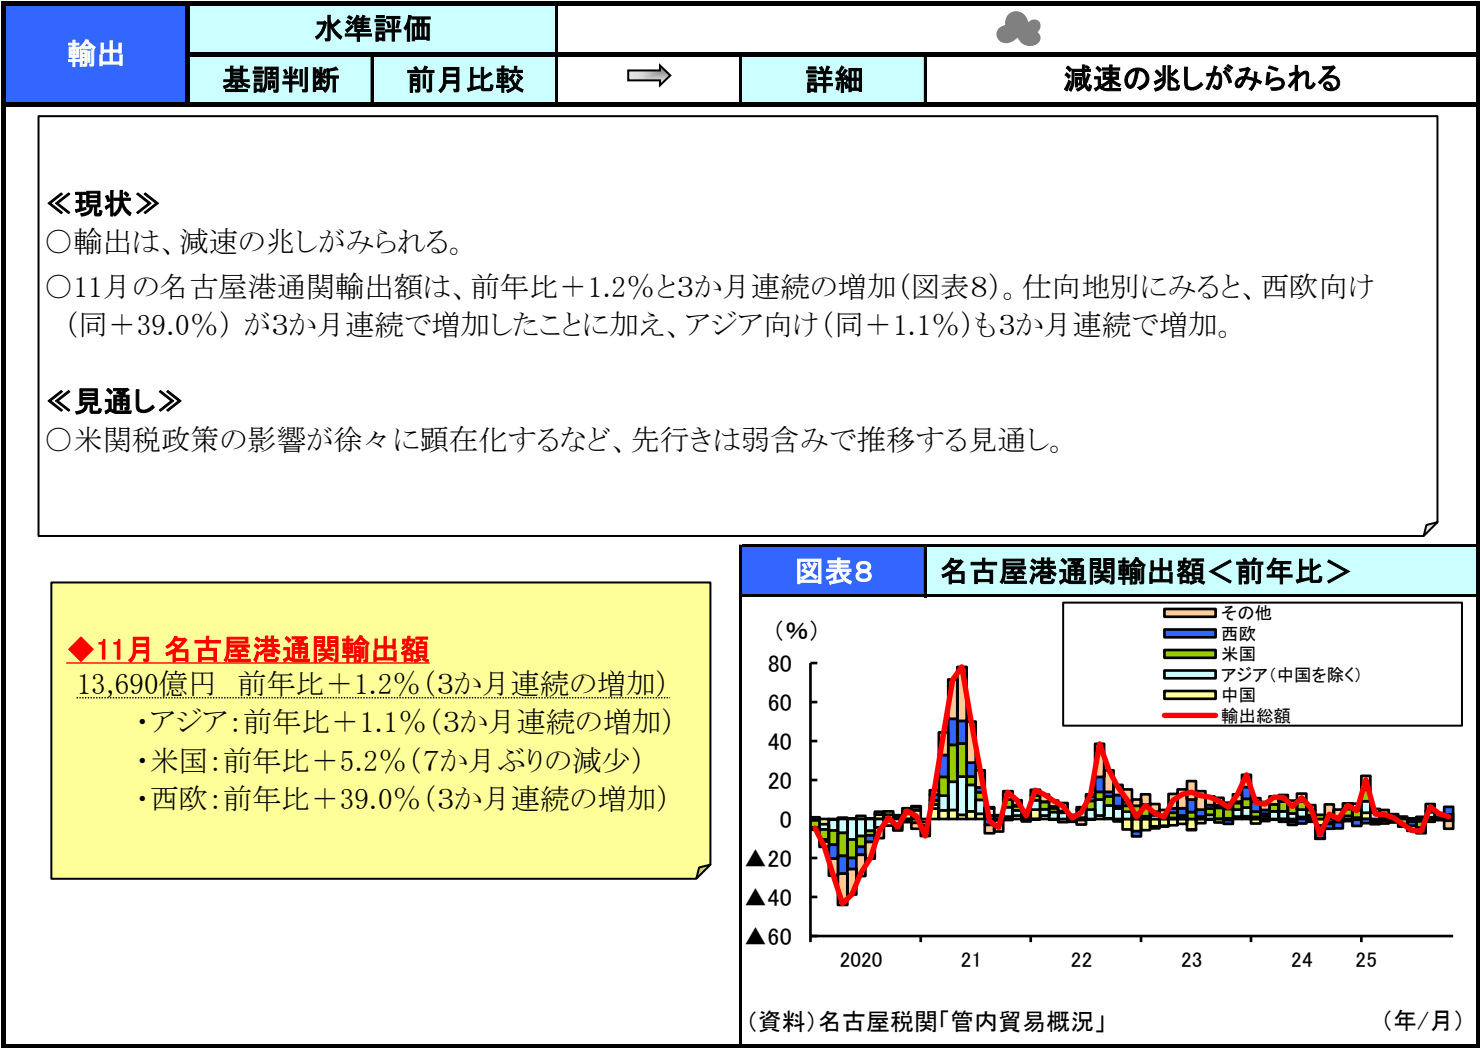 輸出
水準評価
基調判断 前月比較 詳細 減速の兆しがみられる
≪現状≫
○輸出は、減速の兆しがみられる。
○11月の名古屋港通関輸出額は、前年比＋1.2％と3か月連続の増加（図表８）。仕向地別にみると、西欧向け
（同＋39.0％） が３か月連続で増加したことに加え、アジア向け（同＋1.1％）も３か月連続で増加。
≪見通し≫
○米関税政策の影響が徐々に顕在化するなど、先行きは弱含みで推移する見通し。
◆11月 名古屋港通関輸出額
13,690億円 前年比＋1.2％（３か月連続の増加）
・アジア：前年比＋1.1％（３か月連続の増加）
・米国：前年比＋5.2％（７か月ぶりの減少）
・西欧：前年比＋39.0％（３か月連続の増加）
図表８ 名古屋港通関輸出額＜前年比＞
（％）
その他
西欧
米国
アジア（中国を除く）
中国
輸出総額
80
60
40
20
0
▲20
▲40
▲60
2020 21 22 23 24 25
（資料）名古屋税関「管内貿易概況」 （年/月）